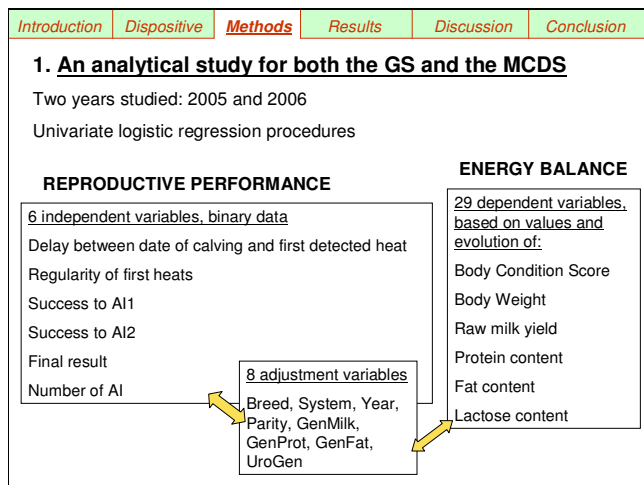 Introduction Dispositive Methods Results Discussion Conclusion
1. An analytical study for both the GS and the MCDS
Two years studied: 2005 and 2006
Univariate logistic regression procedures
REPRODUCTIVE PERFORMANCE
6 independent variables, binary data
Delay between date of calving and first detected heat
Regularity of first heats
Success to AI1
Success to AI2
Final result
Number of AI
8 adjustment variables
Breed, System, Year,
Parity, GenMilk,
GenProt, GenFat,
UroGen
ENERGY BALANCE
29 dependent variables,
based on values and
evolution of:
Body Condition Score
Body Weight
Raw milk yield
Protein content
Fat content
Lactose content